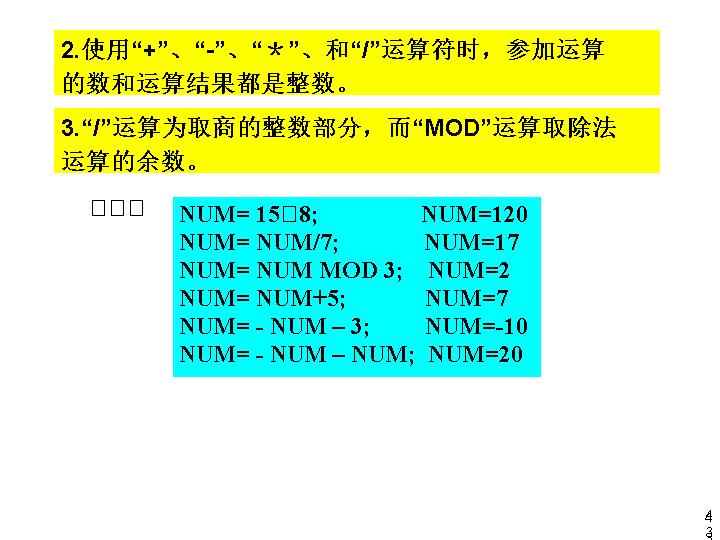 2. 使用“+”、“-”、“＊”、和“/”运算符时，参加运算
的数和运算结果都是整数。
3. “/”运算为取商的整数部分，而“MOD”运算取除法
运算的余数。
□□□
NUM= 15□8; NUM=120
NUM= NUM/7; NUM=17
NUM= NUM MOD 3; NUM=2
NUM= NUM+5; NUM=7
NUM= - NUM – 3; NUM=-10
NUM= - NUM – NUM; NUM=20
4
3